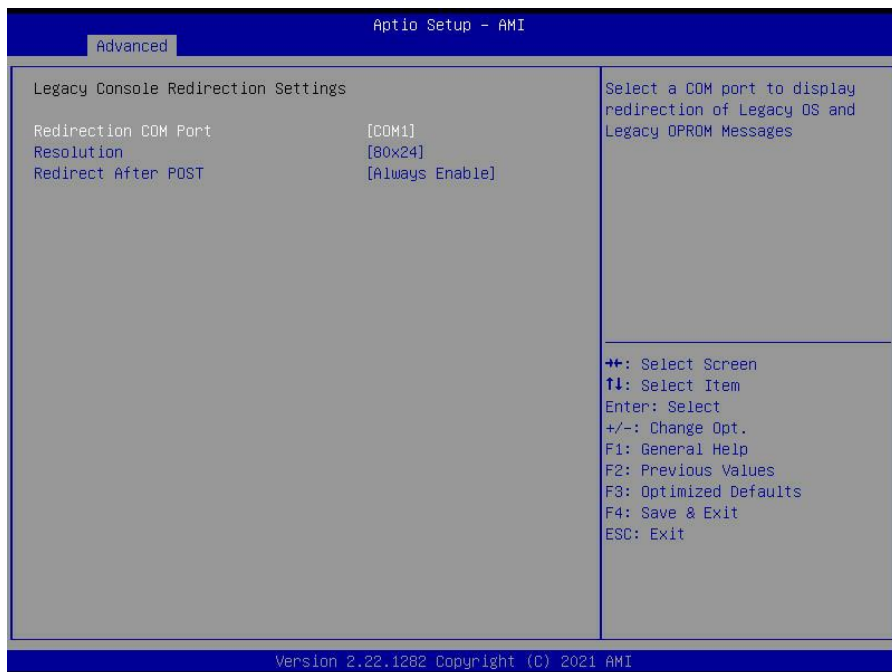 Aptio Setup - AMI
Advanced
Legacy Console Redirection Settings
Redirection COM Port [COM1]
Resolution [80x24]
Redirect After POST [Always Enable]
Select a COM port to display
redirection of Legacy OS and
Legacy OPROM Messages
→←: Select Screen
↑↓: Select Item
Enter: Select
+/-: Change Opt.
F1: General Help
F2: Previous Values
F3: Optimized Defaults
F4: Save & Exit
ESC: Exit
Version 2.22.1282 Copyright (C) 2021 AMI